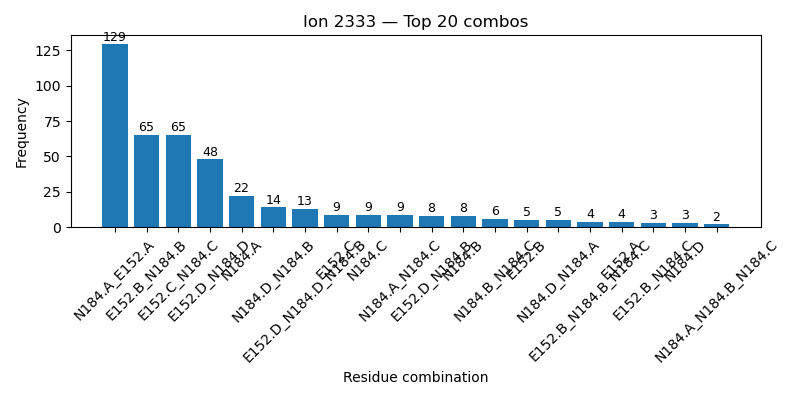 Ion 2333 — Top 20 combos
Frequency
125
100
75
50
25
0
129
65
65
48
22
14
13
9
9
9
8
8
6
5
5
4
4
3
3
2
N184.A_E152.A
E152.B_N184.B
E152.C_N184.C
E152.D_N184.D
N184.A
N184.D_N184.B
E152.D_N184.D_N184.B
E152.C
N184.C
N184.A_N184.C
E152.D_N184.B
N184.B
N184.B_N184.C
E152.B
N184.D_N184.A
E152.B_N184.B_N184.C
E152.A
E152.B_N184.C
N184.D
N184.A_N184.B_N184.C
Residue combination